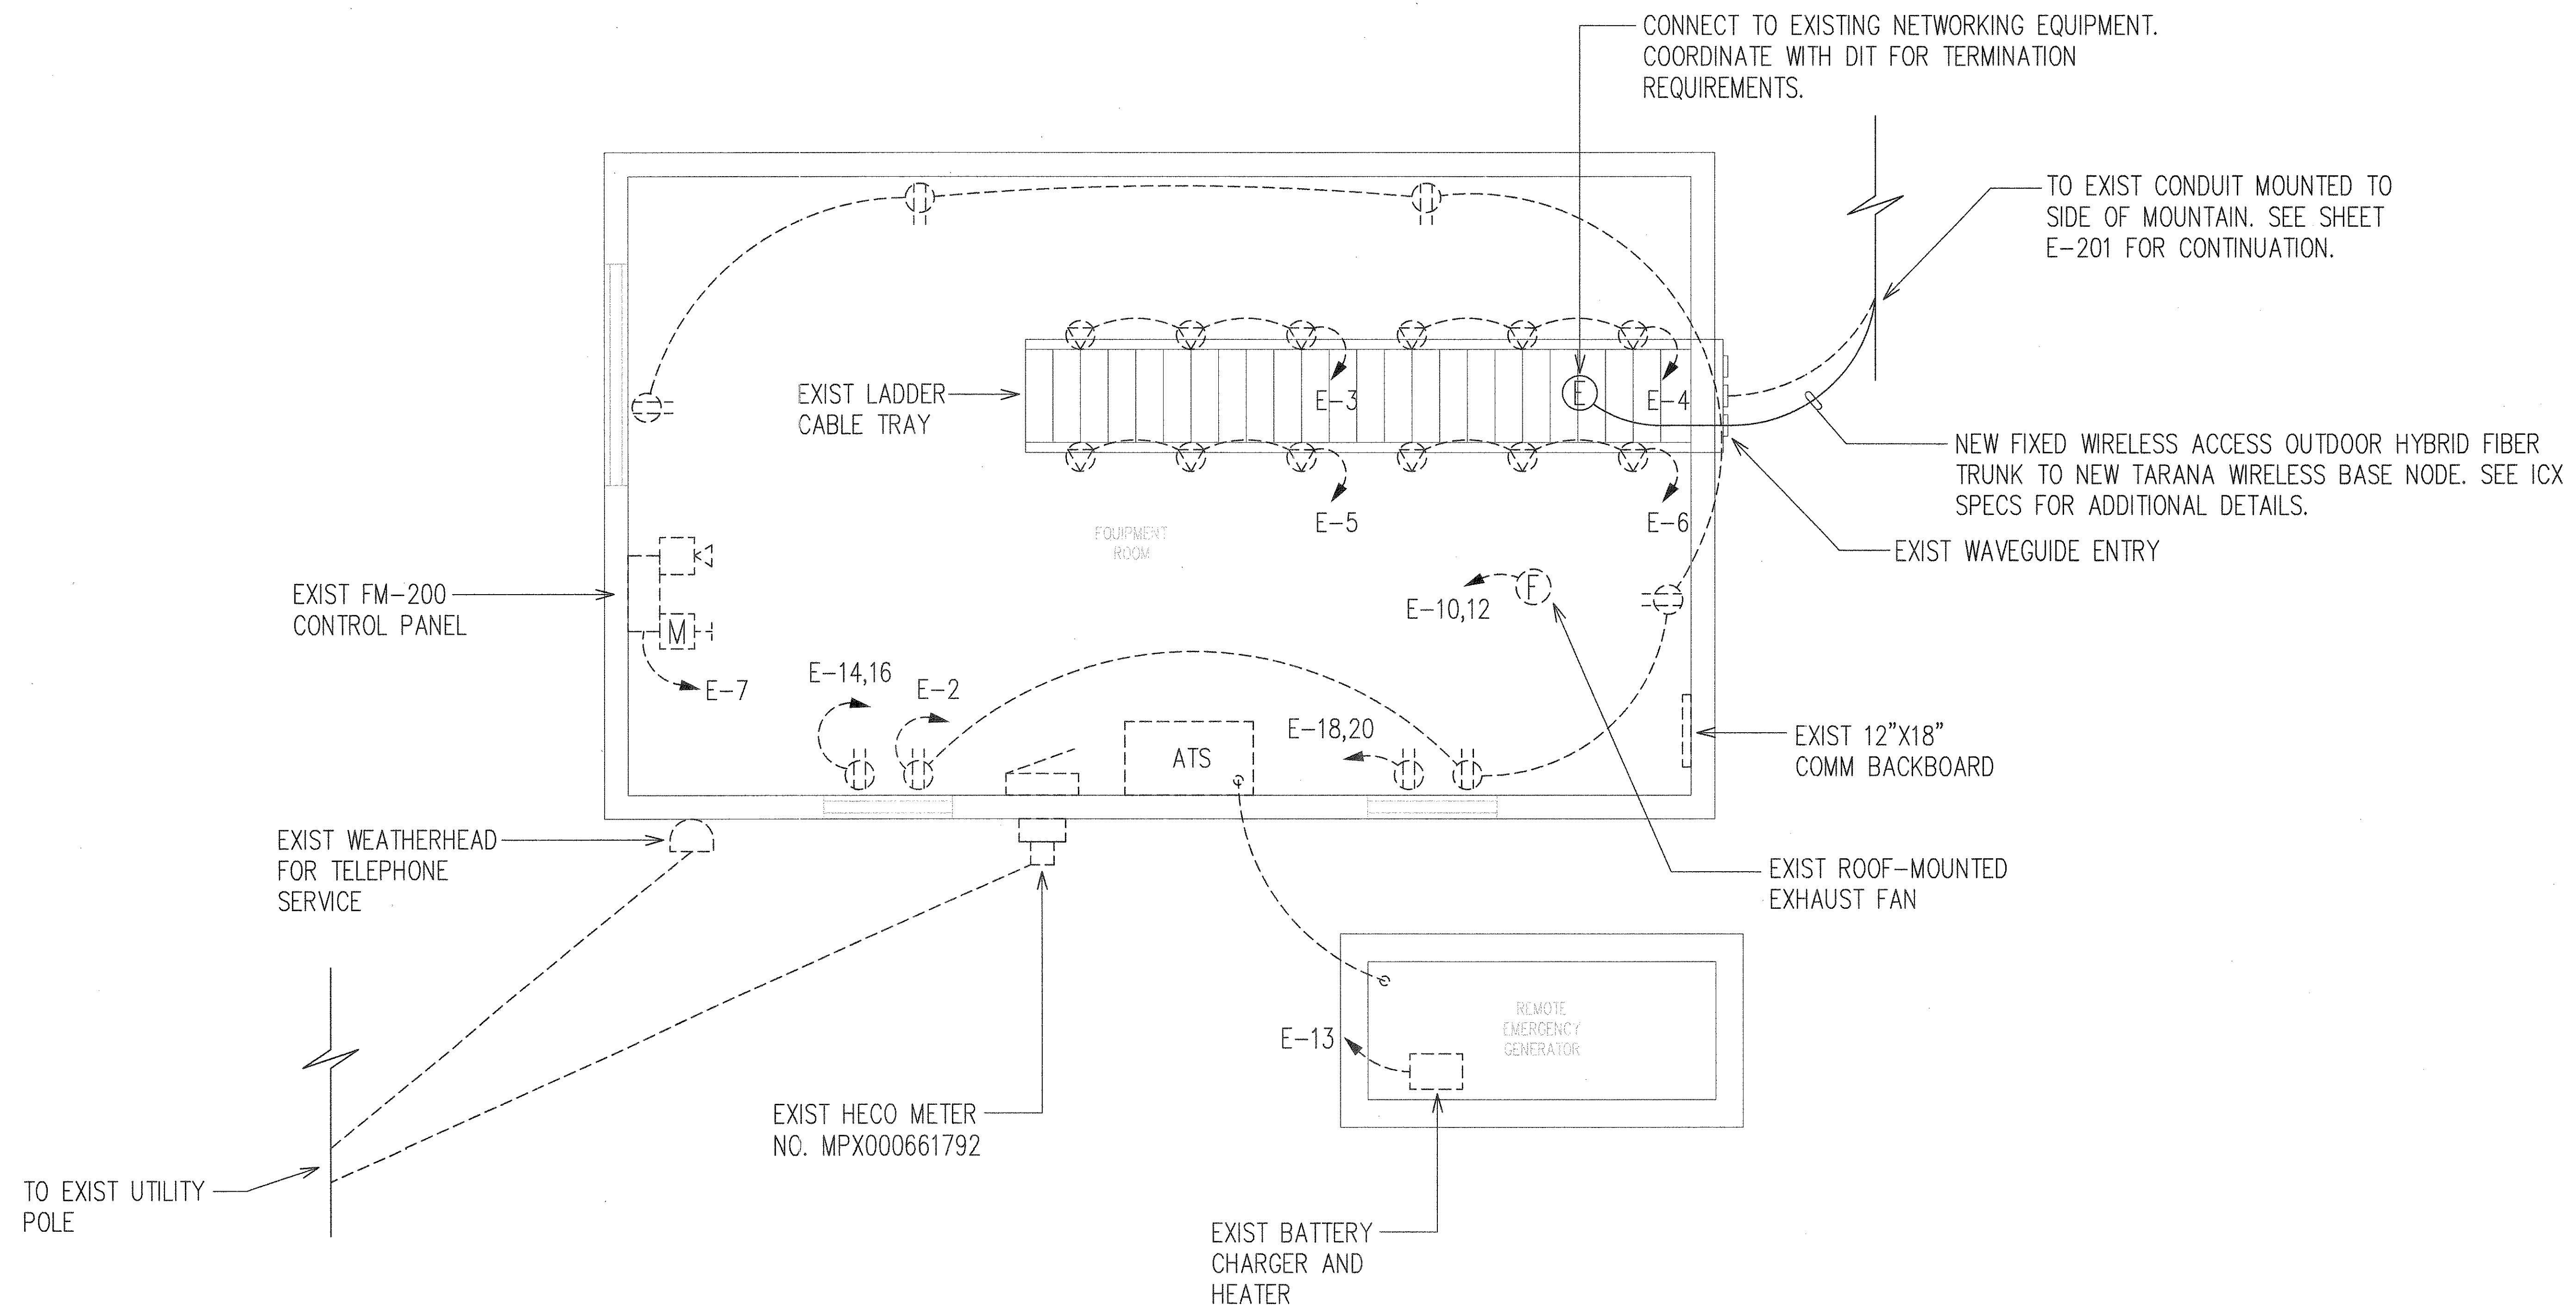 CONNECT TO EXISTING NETWORKING EQUIPMENT.
COORDINATE WITH DIT FOR TERMINATION
REQUIREMENTS.
TO EXIST CONDUIT MOUNTED TO
SIDE OF MOUNTAIN. SEE SHEET
E-201 FOR CONTINUATION.
EXIST LADDER
CABLE TRAY
E-3
E
E-4
NEW FIXED WIRELESS ACCESS OUTDOOR HYBRID FIBER
TRUNK TO NEW TARANA WIRELESS BASE NODE. SEE ICX
SPECS FOR ADDITIONAL DETAILS.
E-5
E-6
EQUIPMENT
ROOM
EXIST WAVEGUIDE ENTRY
EXIST FM-200
CONTROL PANEL
F
E-10,12
M
E-7
E-14,16
E-2
E-18,20
ATS
EXIST 12"X18"
COMM BACKBOARD
EXIST WEATHERHEAD
FOR TELEPHONE
SERVICE
EXIST ROOF-MOUNTED
EXHAUST FAN
REMOTE
EMERGENCY
GENERATOR
E-13
EXIST HECO METER
NO. MPX000661792
TO EXIST UTILITY
POLE
EXIST BATTERY
CHARGER AND
HEATER